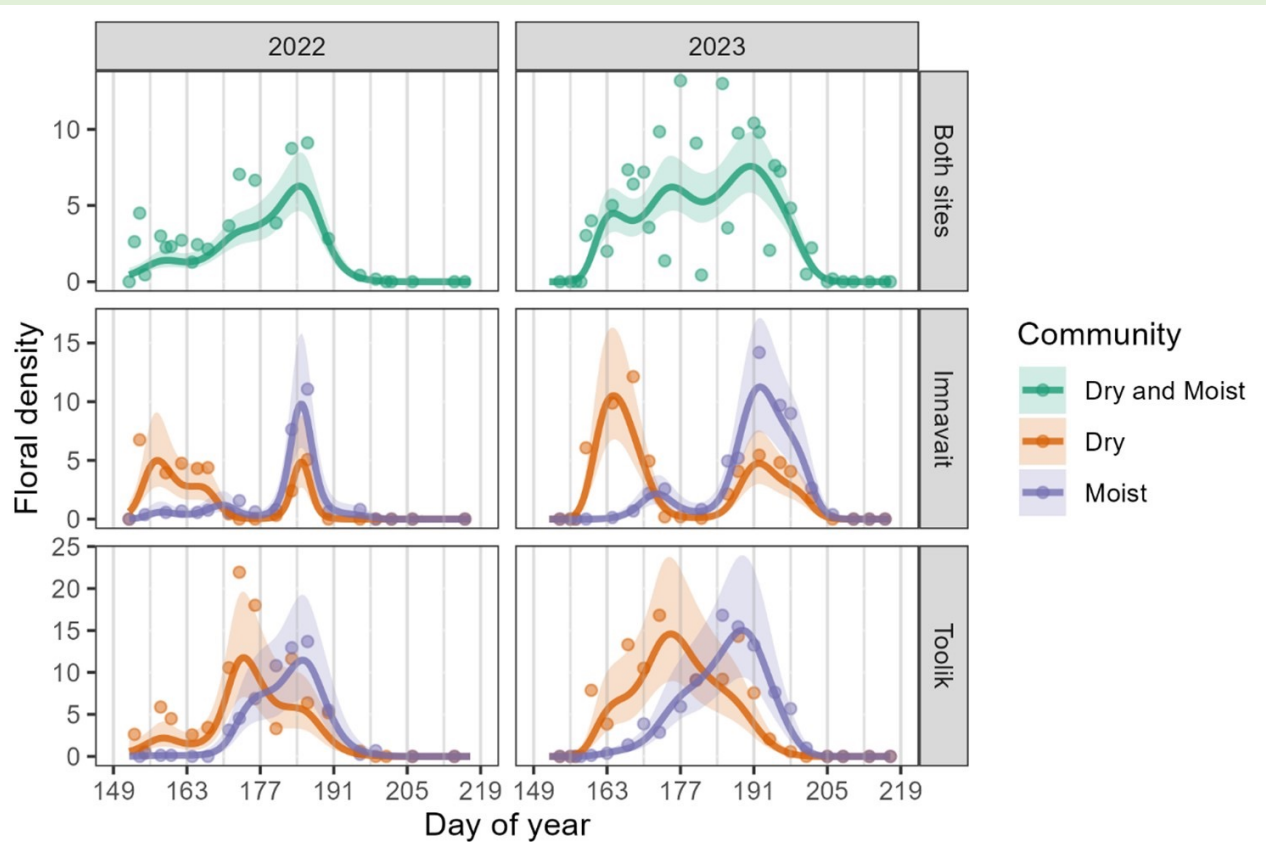 2022 2023
10
5
0
Both sites
15
10
5
0
Imnavait
25
20
15
10
5
0
Toolik
149 163 177 191 205 219 149 163 177 191 205 219
Day of year
Floral density
Community
Dry and Moist
Dry
Moist